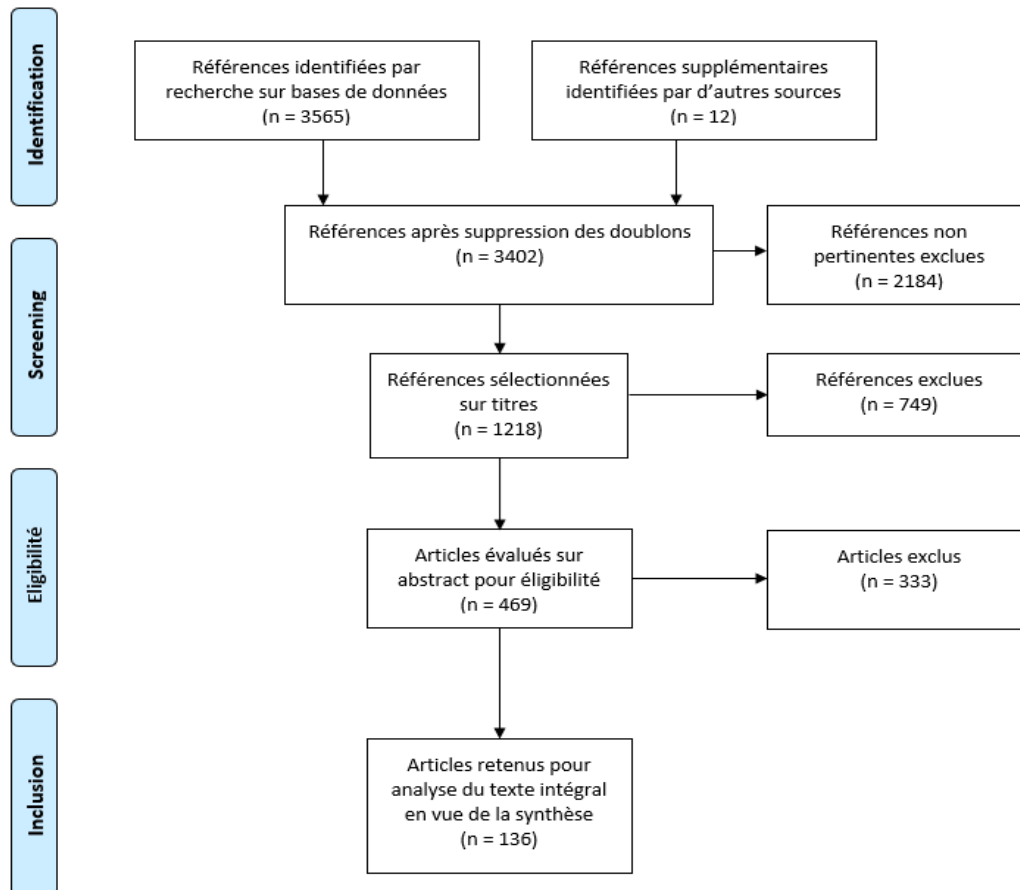 Identification
Références identifiées par
recherche sur bases de données
(n = 3565)
Références supplémentaires
identifiées par d’autres sources
(n = 12)
Références après suppression des doublons
(n = 3402)
Références non
pertinentes exclues
(n = 2184)
Screening
Références sélectionnées
sur titres
(n = 1218)
Références exclues
(n = 749)
Eligibilité
Articles évalués sur
abstract pour éligibilité
(n = 469)
Articles exclus
(n = 333)
Inclusion
Articles retenus pour
analyse du texte intégral
en vue de la synthèse
(n = 136)